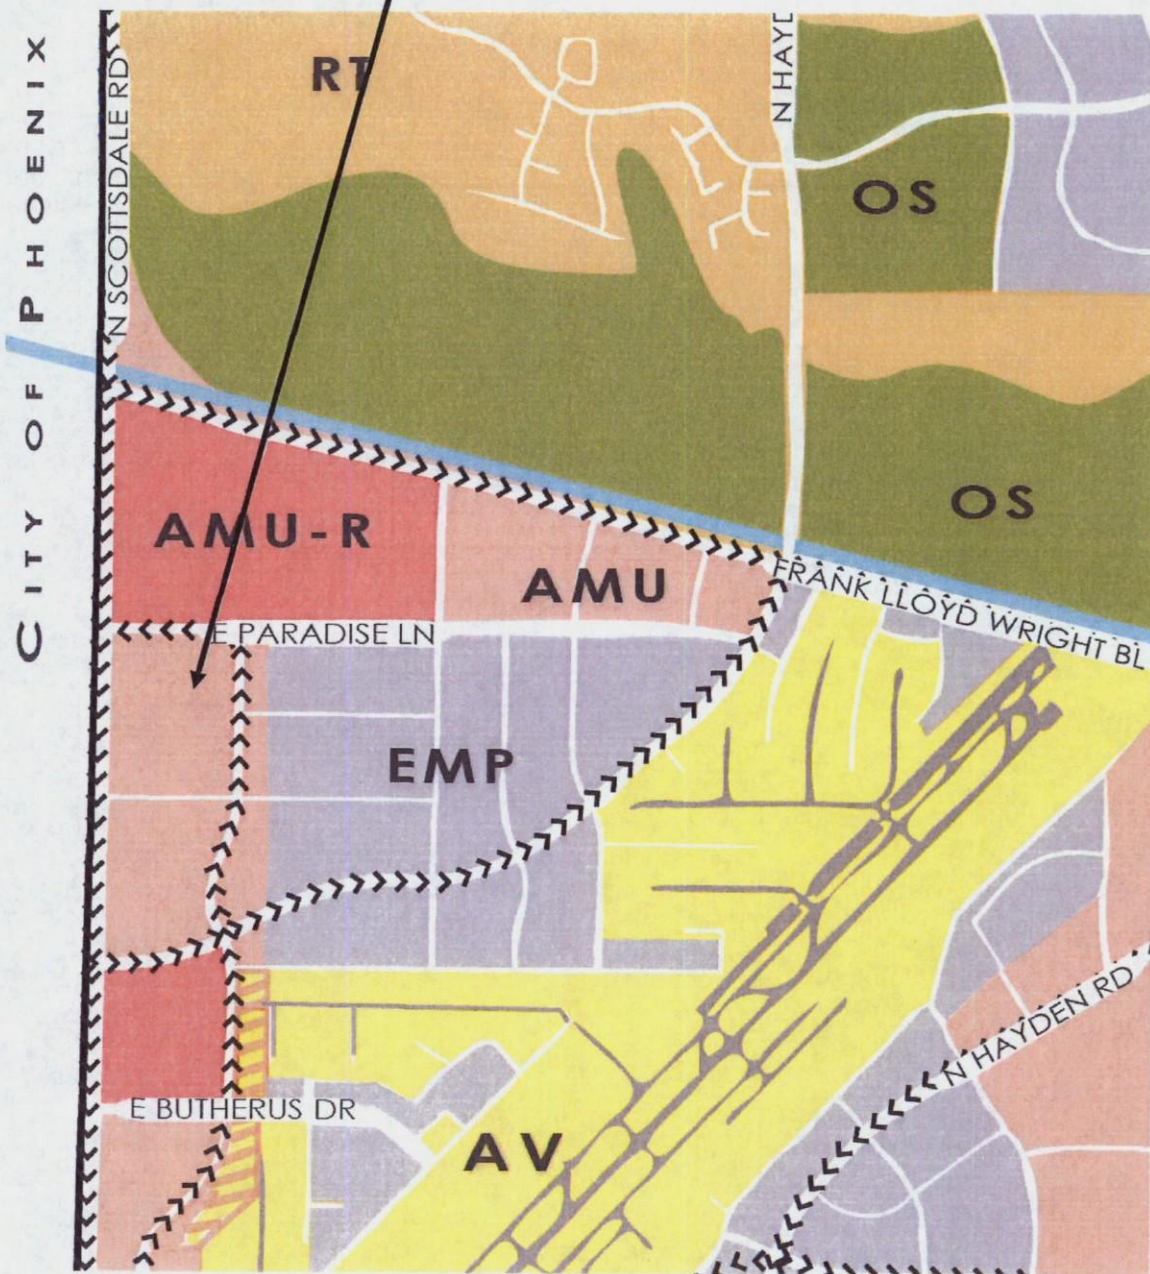 CITY OF PHOENIX
N SCOTTSDALE RD
RT
N HAYD
OS
OS
AMU-R
AMU
FRANK LLOYD WRIGHT BL
E PARADISE LN
EMP
N HAYDEN RD
E BUTHERUS DR
AV